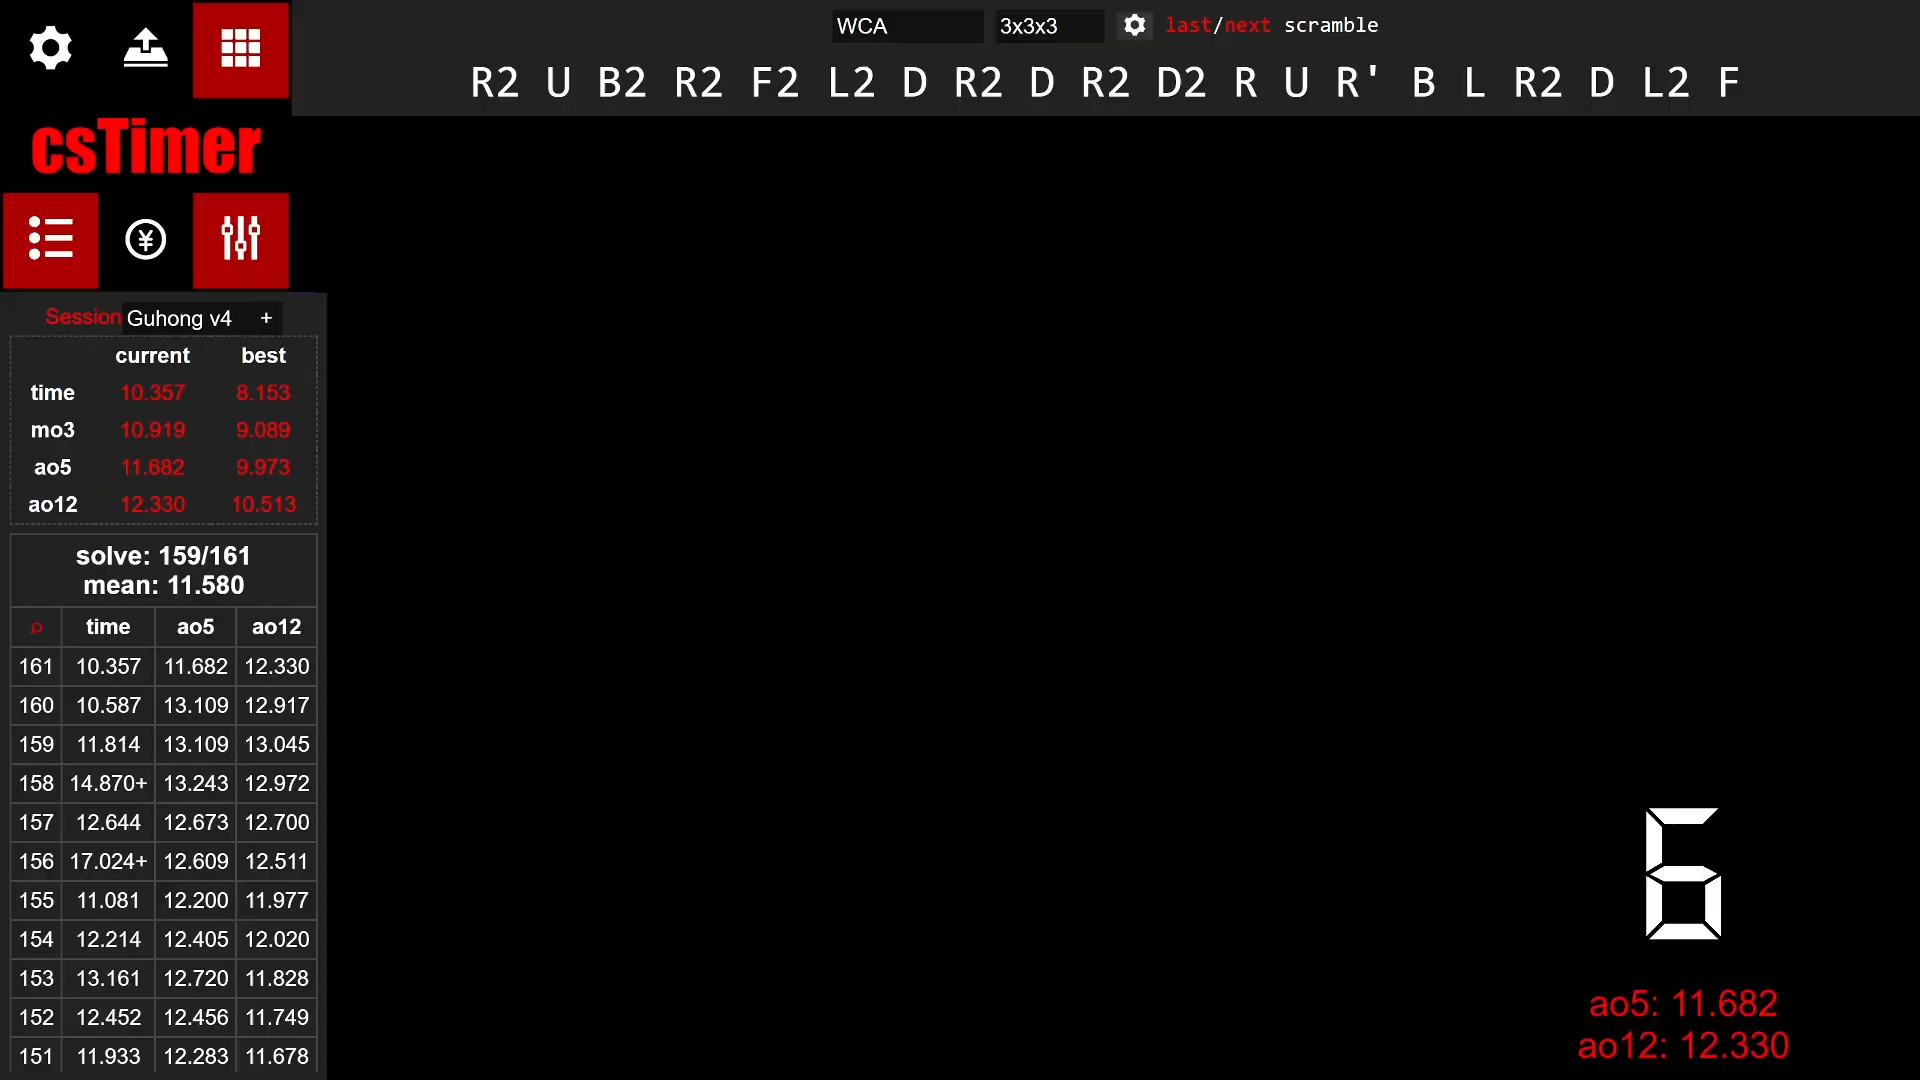 WCA 3x3x3 last/next scramble
R2 U B2 R2 F2 L2 D R2 D R2 D2 R U R' B L R2 D L2 F
csTimer
Session Guhong v4 +
current best
time 10.357 8.153
mo3 10.919 9.089
ao5 11.682 9.973
ao12 12.330 10.513
solve: 159/161
mean: 11.580
time ao5 ao12
161 10.357 11.682 12.330
160 10.587 13.109 12.917
159 11.814 13.109 13.045
158 14.870+ 13.243 12.972
157 12.644 12.673 12.700
156 17.024+ 12.609 12.511
155 11.081 12.200 11.977
154 12.214 12.405 12.020
153 13.161 12.720 11.828
152 12.452 12.456 11.749
151 11.933 12.283 11.678
6
ao5: 11.682
ao12: 12.330